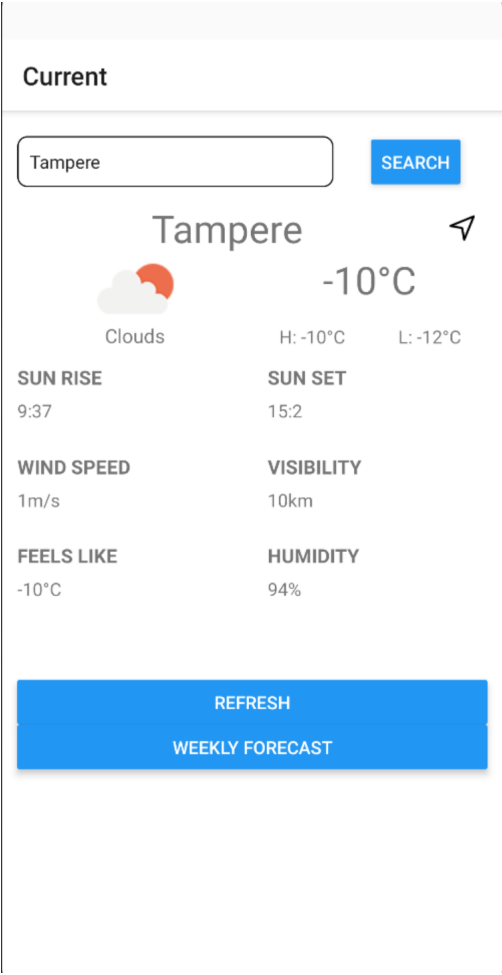 Current
Tampere
SEARCH
Tampere
-10°C
Clouds
H: -10°C L: -12°C
SUN RISE SUN SET
9:37 15:2
WIND SPEED VISIBILITY
1m/s 10km
FEELS LIKE HUMIDITY
-10°C 94%
REFRESH
WEEKLY FORECAST